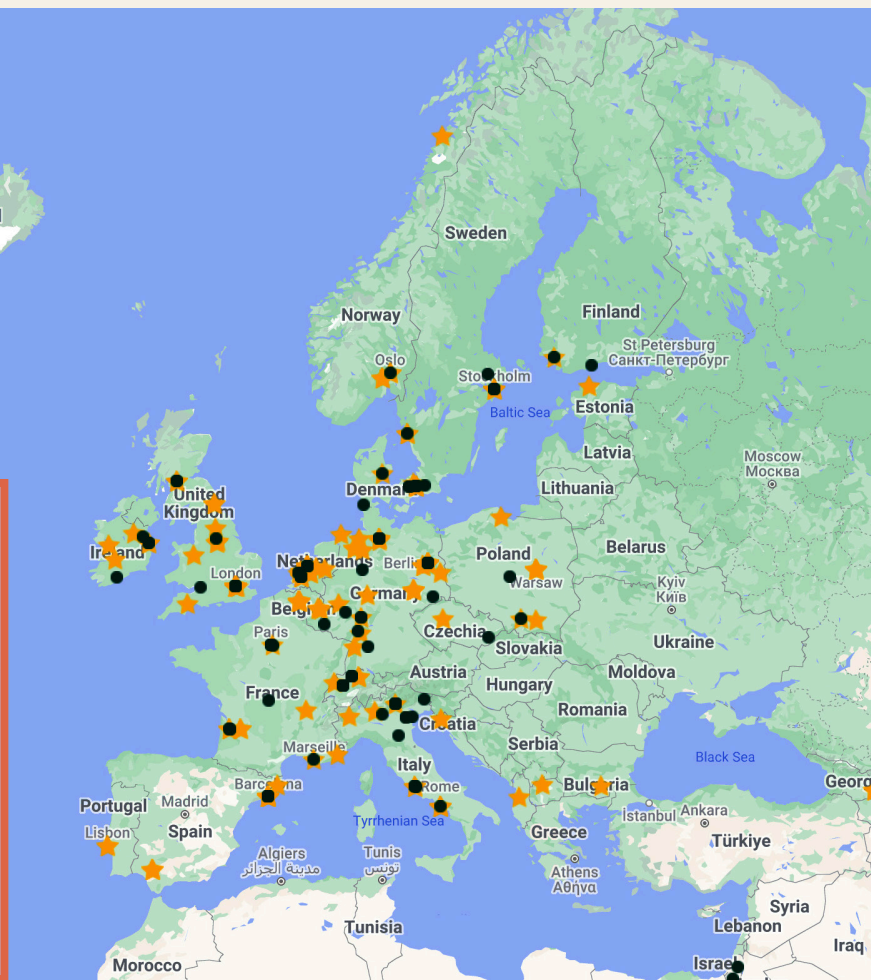 Sweden
Finland
Norway
St Petersburg
Санкт-Петербург
Oslo
Stockholm
Estonia
Baltic Sea
Latvia
Moscow
Москва
Lithuania
Denmark
United
Kingdom
Ireland
Belarus
Poland
Netherlands
Berlin
London
Warsaw
Kyiv
Київ
Germany
Belgium
Paris
Czechia
Ukraine
Slovakia
Austria
Moldova
Hungary
France
Romania
Croatia
Serbia
Marseille
Black Sea
Italy
Barcelona
Rome
Bulgaria
Georg
Portugal
Madrid
Tyrrhenian Sea
İstanbul
Ankara
Lisbon
Spain
Greece
Türkiye
Algiers
مدينة الجزائر
Tunis
تونس
Athens
Αθήνα
Syria
Lebanon
Tunisia
Iraq
Israel
Morocco